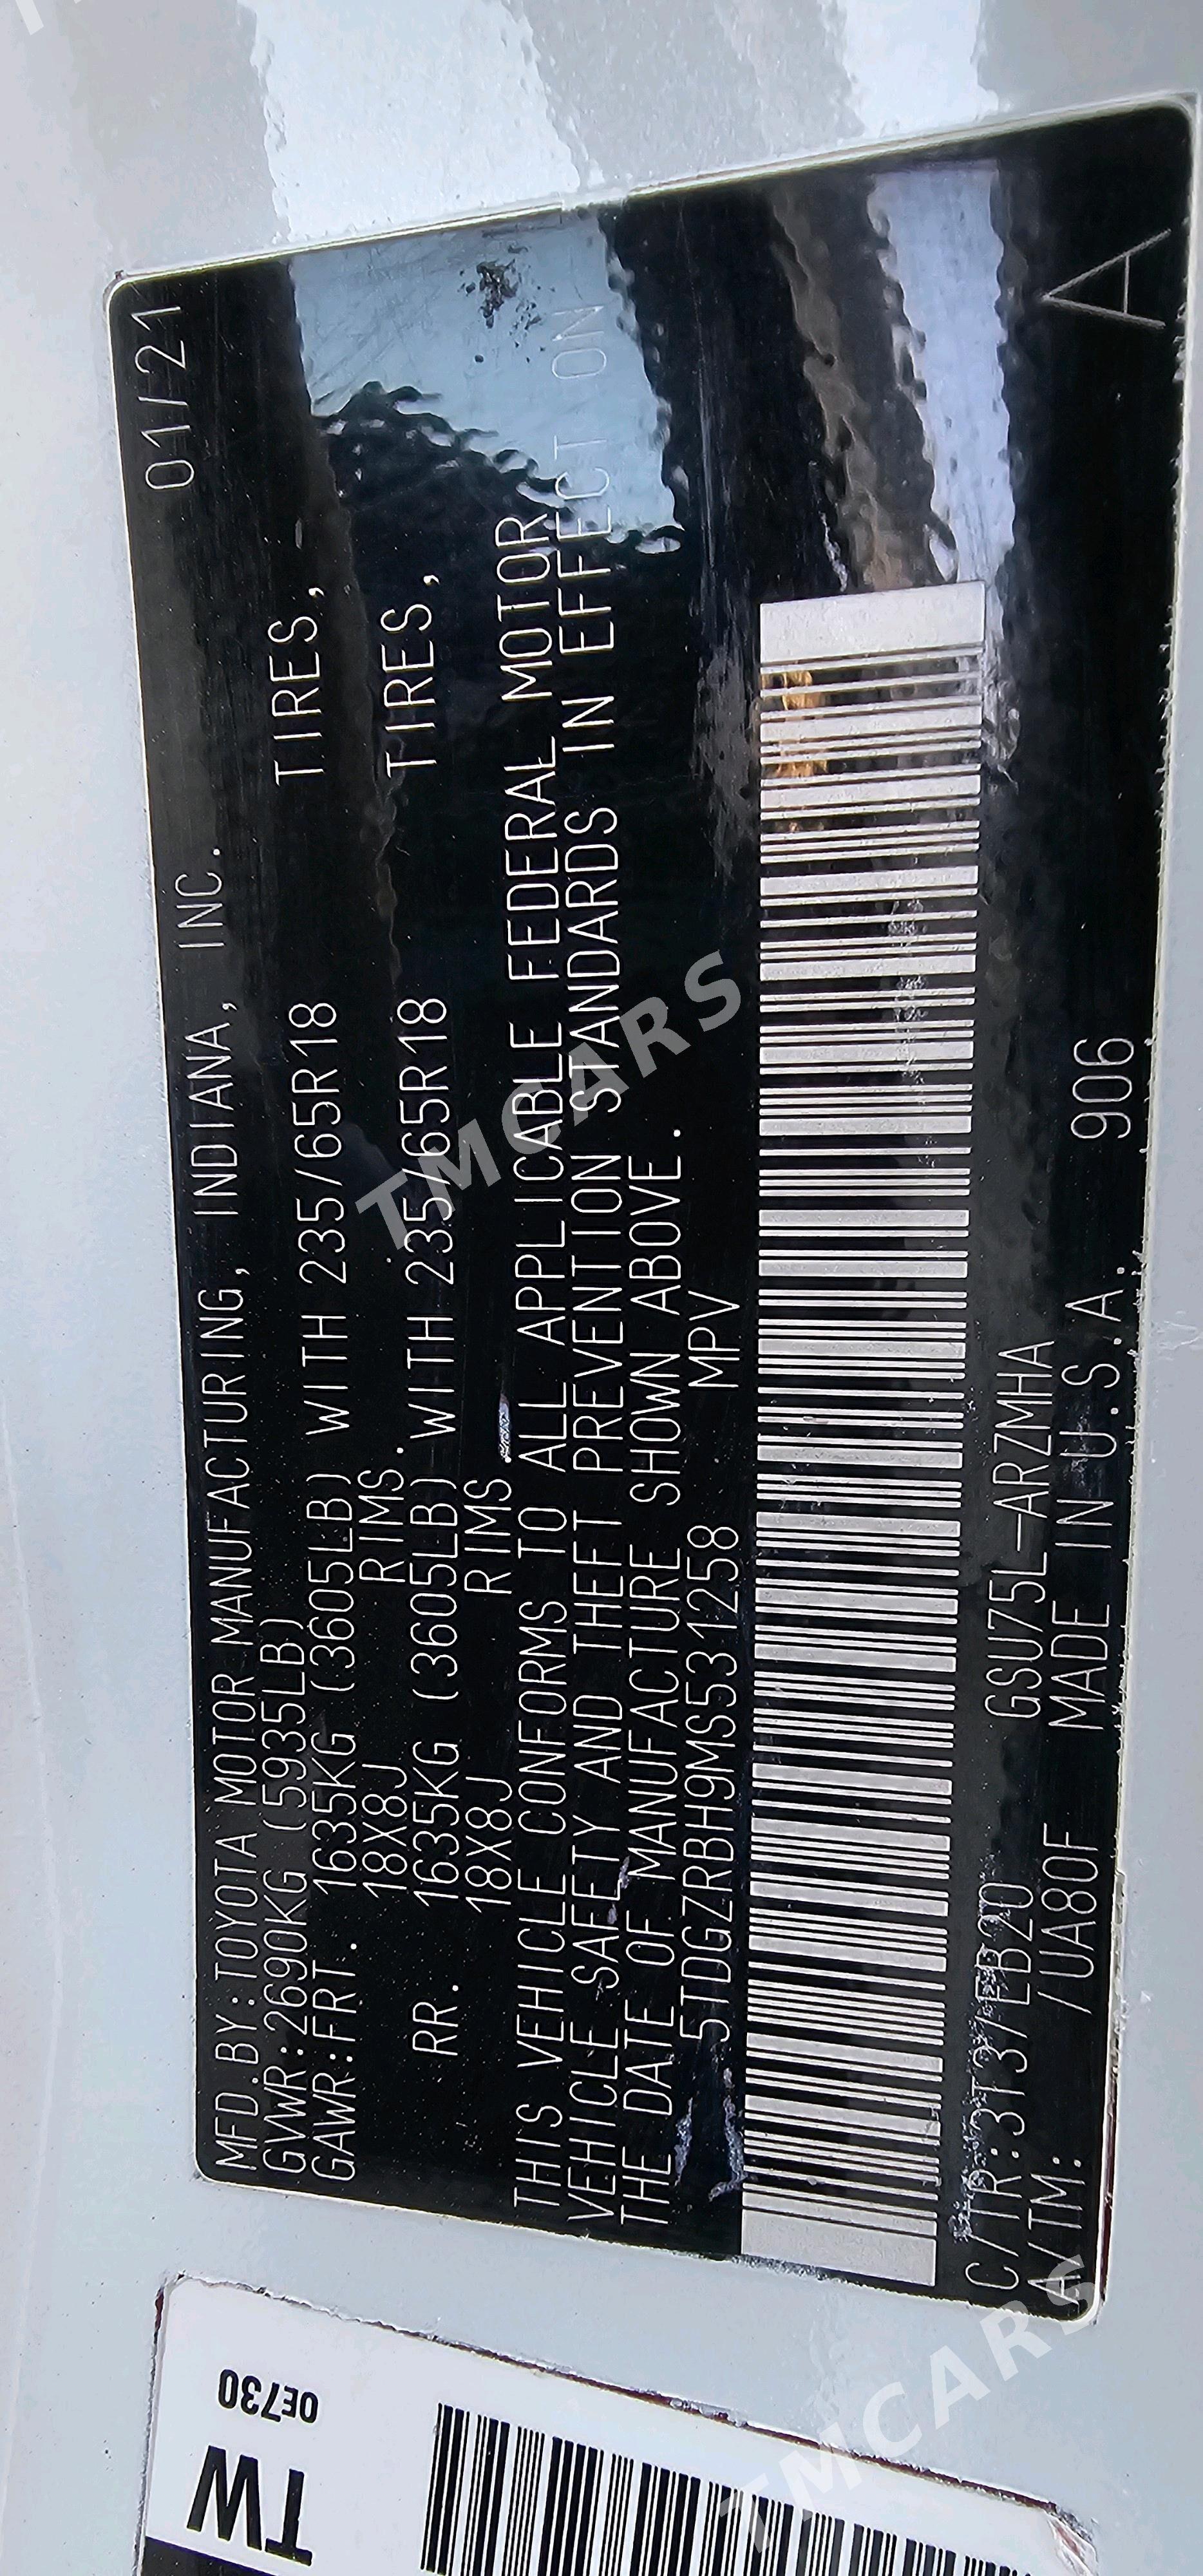 MFD.BY:TOYOTA MOTOR MANUFACTURING, INDIANA, INC. 01/21
GVWR:2690KG (5935LB)
GAWR:FRT. 1635KG (3605LB) WITH 235/65R18 TIRES,
18X8J RIMS.
RR. 1635KG (3605LB) WITH 235/65R18 TIRES,
18X8J RIMS.
THIS VEHICLE CONFORMS TO ALL APPLICABLE FEDERAL MOTOR
VEHICLE SAFETY AND THEFT PREVENTION STANDARDS IN EFFECT ON
THE DATE OF MANUFACTURE SHOWN ABOVE.
5TDGZRBH9MS531258 MPV
C/TR:3T37/EB20 GSU75L-ARZMHA
A/TM: /UA80F MADE IN U.S.A. 906 A
0E730
TW
TMCARS
TMCARS